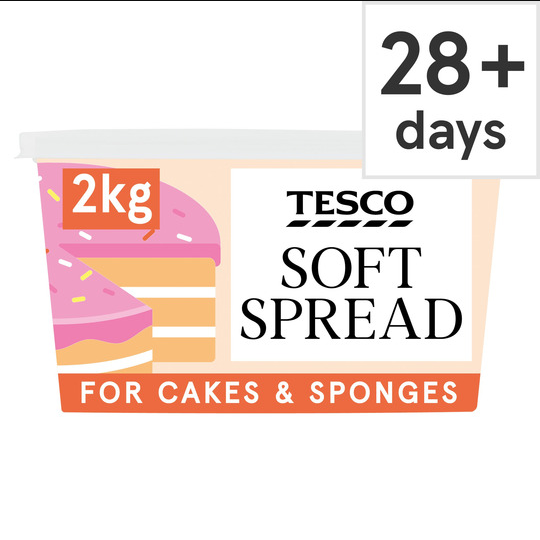 28+
days
2kg
TESCO
SOFT
SPREAD
FOR CAKES & SPONGES